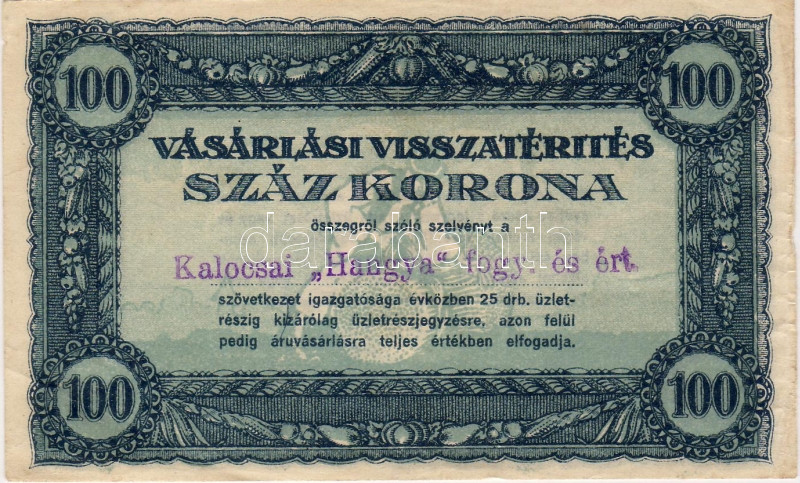 100 100
VÁSÁRLÁSI VISSZATÉRITÉS
SZÁZ KORONA
összegről szóló szelvényt a
darabanth
Kalocsai „Hangya" fogy. és ért.
szövetkezet igazgatósága évközben 25 drb. üzlet-
részig kizárólag üzletrészjegyzésre, azon felül
pedig áruvásárlásra teljes értékben elfogadja.
100 100